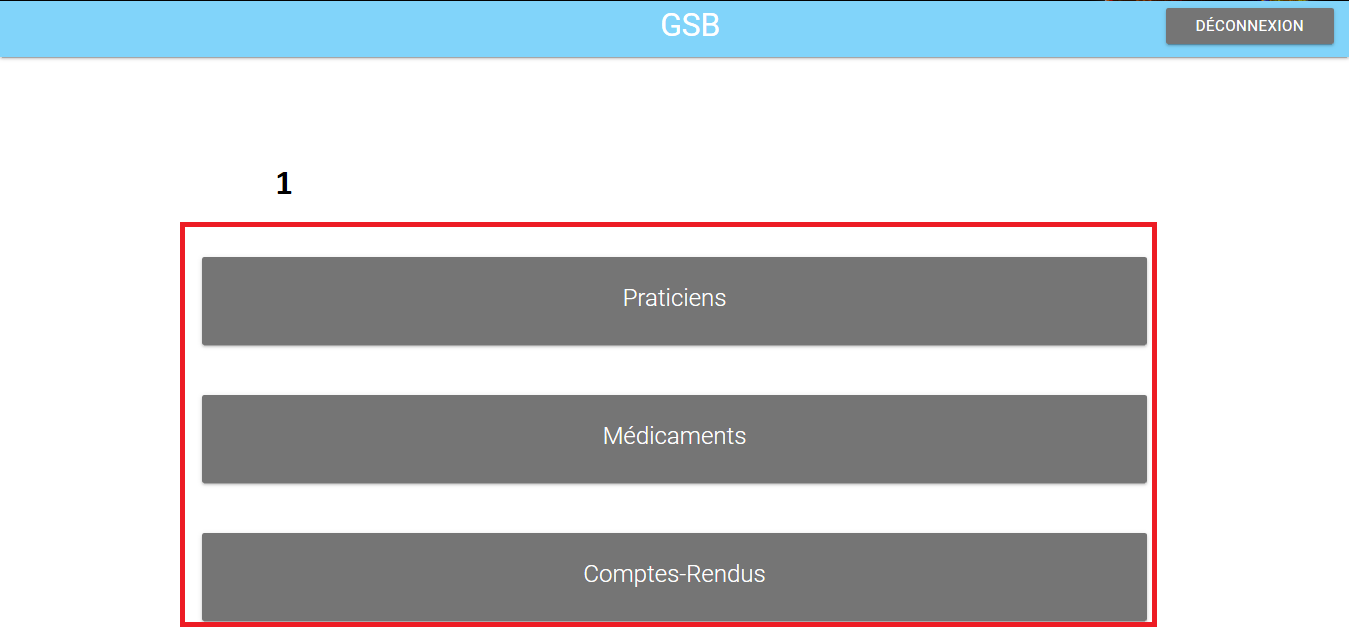 GSB
DÉCONNEXION
1
Praticiens
Médicaments
Comptes-Rendus